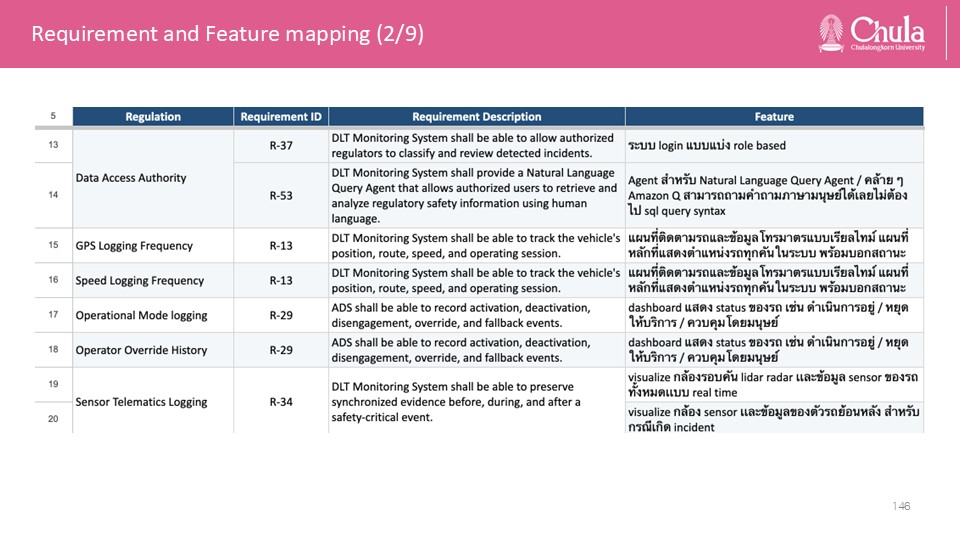 Requirement and Feature mapping (2/9)
Chula
Chulalongkorn University
5 Regulation Requirement ID Requirement Description Feature
13 R-37 DLT Monitoring System shall be able to allow authorized
regulators to classify and review detected incidents.
ระบบ login แบบแบ่ง role based
Data Access Authority
14 R-53 DLT Monitoring System shall provide a Natural Language
Query Agent that allows authorized users to retrieve and
analyze regulatory safety information using human
language.
Agent สำหรับ Natural Language Query Agent / คล้าย ๆ
Amazon Q สามารถถามคำถามภาษามนุษย์ได้เลยไม่ต้อง
ไป sql query syntax
15 GPS Logging Frequency R-13 DLT Monitoring System shall be able to track the vehicle's
position, route, speed, and operating session.
แผนที่ติดตามรถและข้อมูลโทรมาตรแบบเรียลไทม์ แผนที่
หลักที่แสดงตำแหน่งรถทุกคันในระบบ พร้อมบอกสถานะ
16 Speed Logging Frequency R-13 DLT Monitoring System shall be able to track the vehicle's
position, route, speed, and operating session.
แผนที่ติดตามรถและข้อมูลโทรมาตรแบบเรียลไทม์ แผนที่
หลักที่แสดงตำแหน่งรถทุกคันในระบบ พร้อมบอกสถานะ
17 Operational Mode logging R-29 ADS shall be able to record activation, deactivation,
disengagement, override, and fallback events.
dashboard แสดง status ของรถ เช่น ดำเนินการอยู่ / หยุด
ให้บริการ / ควบคุมโดยมนุษย์
18 Operator Override History R-29 ADS shall be able to record activation, deactivation,
disengagement, override, and fallback events.
dashboard แสดง status ของรถ เช่น ดำเนินการอยู่ / หยุด
ให้บริการ / ควบคุมโดยมนุษย์
19 Sensor Telematics Logging R-34 DLT Monitoring System shall be able to preserve
synchronized evidence before, during, and after a
safety-critical event.
visualize กล้องรอบคัน lidar radar และข้อมูล sensor ของรถ
ทั้งหมดแบบ real time
20 visualize กล้อง sensor และข้อมูลของตัวรถย้อนหลัง สำหรับ
กรณีเกิด incident
146